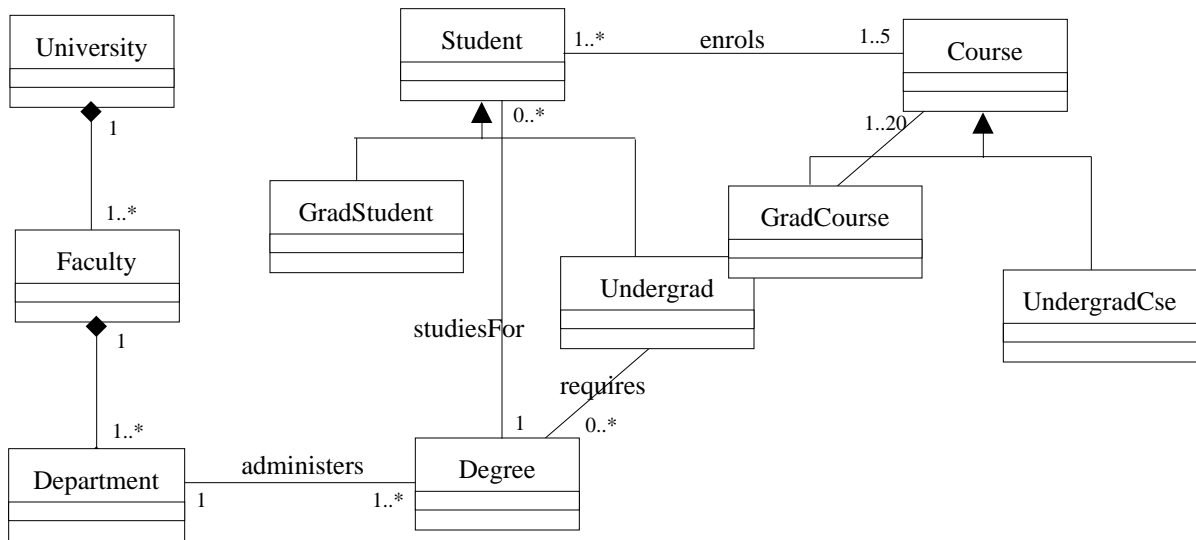 University
Student
1..*
enrols
1..5
Course
1
0..*
1..20
1..*
GradStudent
GradCourse
Faculty
Undergrad
UndergradCse
1
studiesFor
requires
1..*
1
0..*
Department
administers
Degree
1
1..*